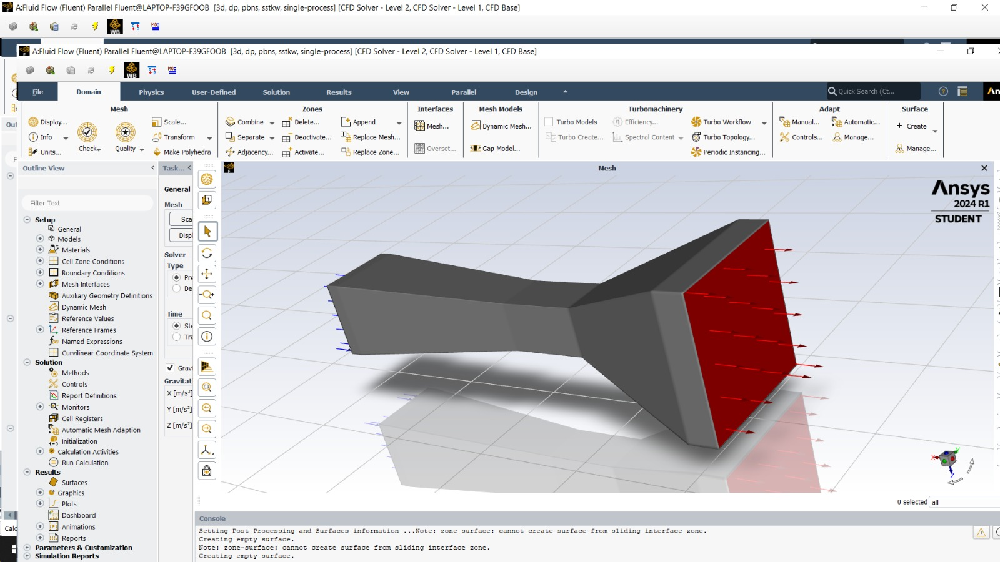 A:Fluid Flow (Fluent) Parallel Fluent@LAPTOP-F39GFOOB [3d, dp, pbns, sstkw, single-process] [CFD Solver - Level 2, CFD Solver - Level 1, CFD Base]
WB
A:Fluid Flow (Fluent) Parallel Fluent@LAPTOP-F39GFOOB [3d, dp, pbns, sstkw, single-process] [CFD Solver - Level 2, CFD Solver - Level 1, CFD Base]
WB
File Domain Physics User-Defined Solution Results View Parallel Design Quick Search (Ct... An
Mesh Zones Interfaces Mesh Models Turbomachinery Adapt Surface
Display... Scale... Combine Delete... Append Mesh... Dynamic Mesh... Turbo Models Efficiency... Turbo Workflow Manual... Automatic... Create
Info Transform Separate Deactivate... Replace Mesh... Turbo Create... Spectral Content Turbo Topology... Controls... Manage...
Units... Check Quality Make Polyhedra Adjacency... Activate... Replace Zone... Overset... Gap Model... Periodic Instancing... Manage...
Out
Outline View Task... Mesh
Filter Text
General
Mesh
Sca
Displ
Solver
Type
Pre
De
Time
Ste
Tra
Gravi
Gravitat
X [m/s²]
Y [m/s²]
Z [m/s²]
Setup
General
Models
Materials
Cell Zone Conditions
Boundary Conditions
Mesh Interfaces
Auxiliary Geometry Definitions
Dynamic Mesh
Reference Values
Reference Frames
Named Expressions
Curvilinear Coordinate System
Solution
Methods
Controls
Report Definitions
Monitors
Cell Registers
Automatic Mesh Adaption
Initialization
Calculation Activities
Run Calculation
Results
Surfaces
Graphics
Plots
Dashboard
Animations
Reports
Parameters & Customization
Simulation Reports
Calc
Ansys
2024 R1
STUDENT
X Y
Z
0 selected all
Console
Setting Post Processing and Surfaces information ...Note: zone-surface: cannot create surface from sliding interface zone.
Creating empty surface.
Note: zone-surface: cannot create surface from sliding interface zone.
Creating empty surface.